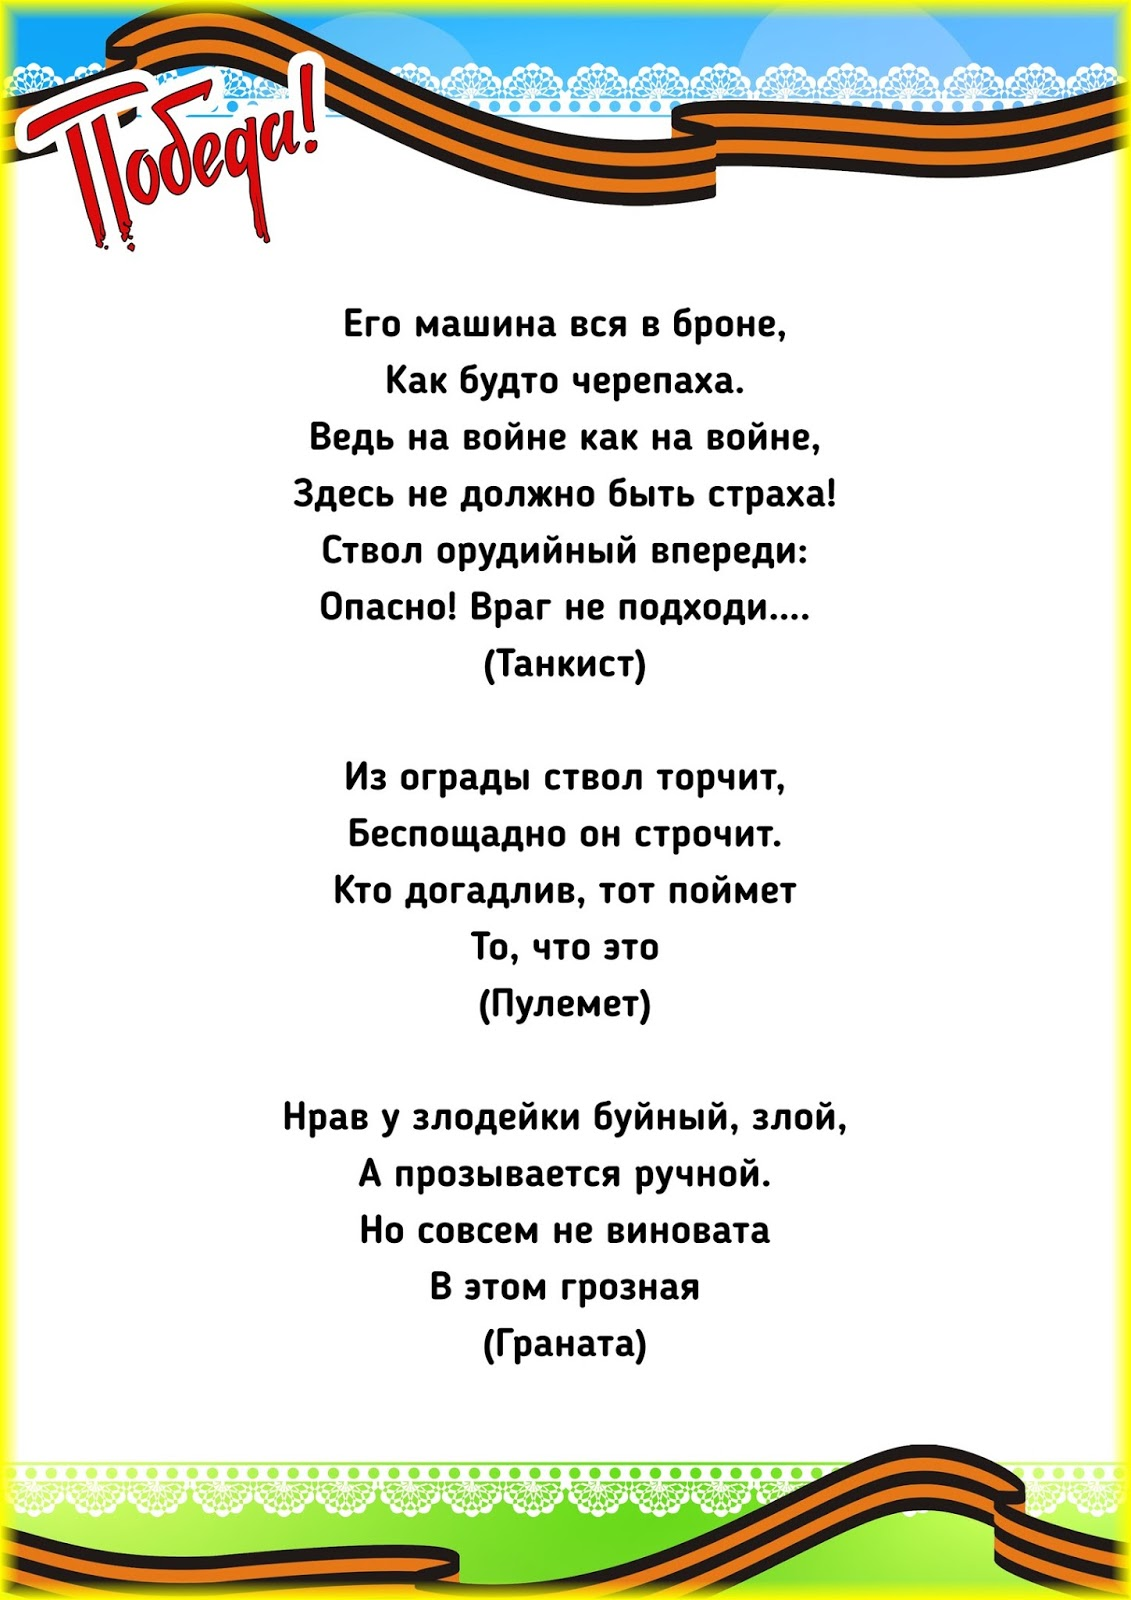 Победа!
Его машина вся в броне,
Как будто черепаха.
Ведь на войне как на войне,
Здесь не должно быть страха!
Ствол орудийный впереди:
Опасно! Враг не подходи....
(Танкист)
Из ограды ствол торчит,
Беспощадно он строчит.
Кто догадлив, тот поймет
То, что это
(Пулемет)
Нрав у злодейки буйный, злой,
А прозывается ручной.
Но совсем не виновата
В этом грозная
(Граната)